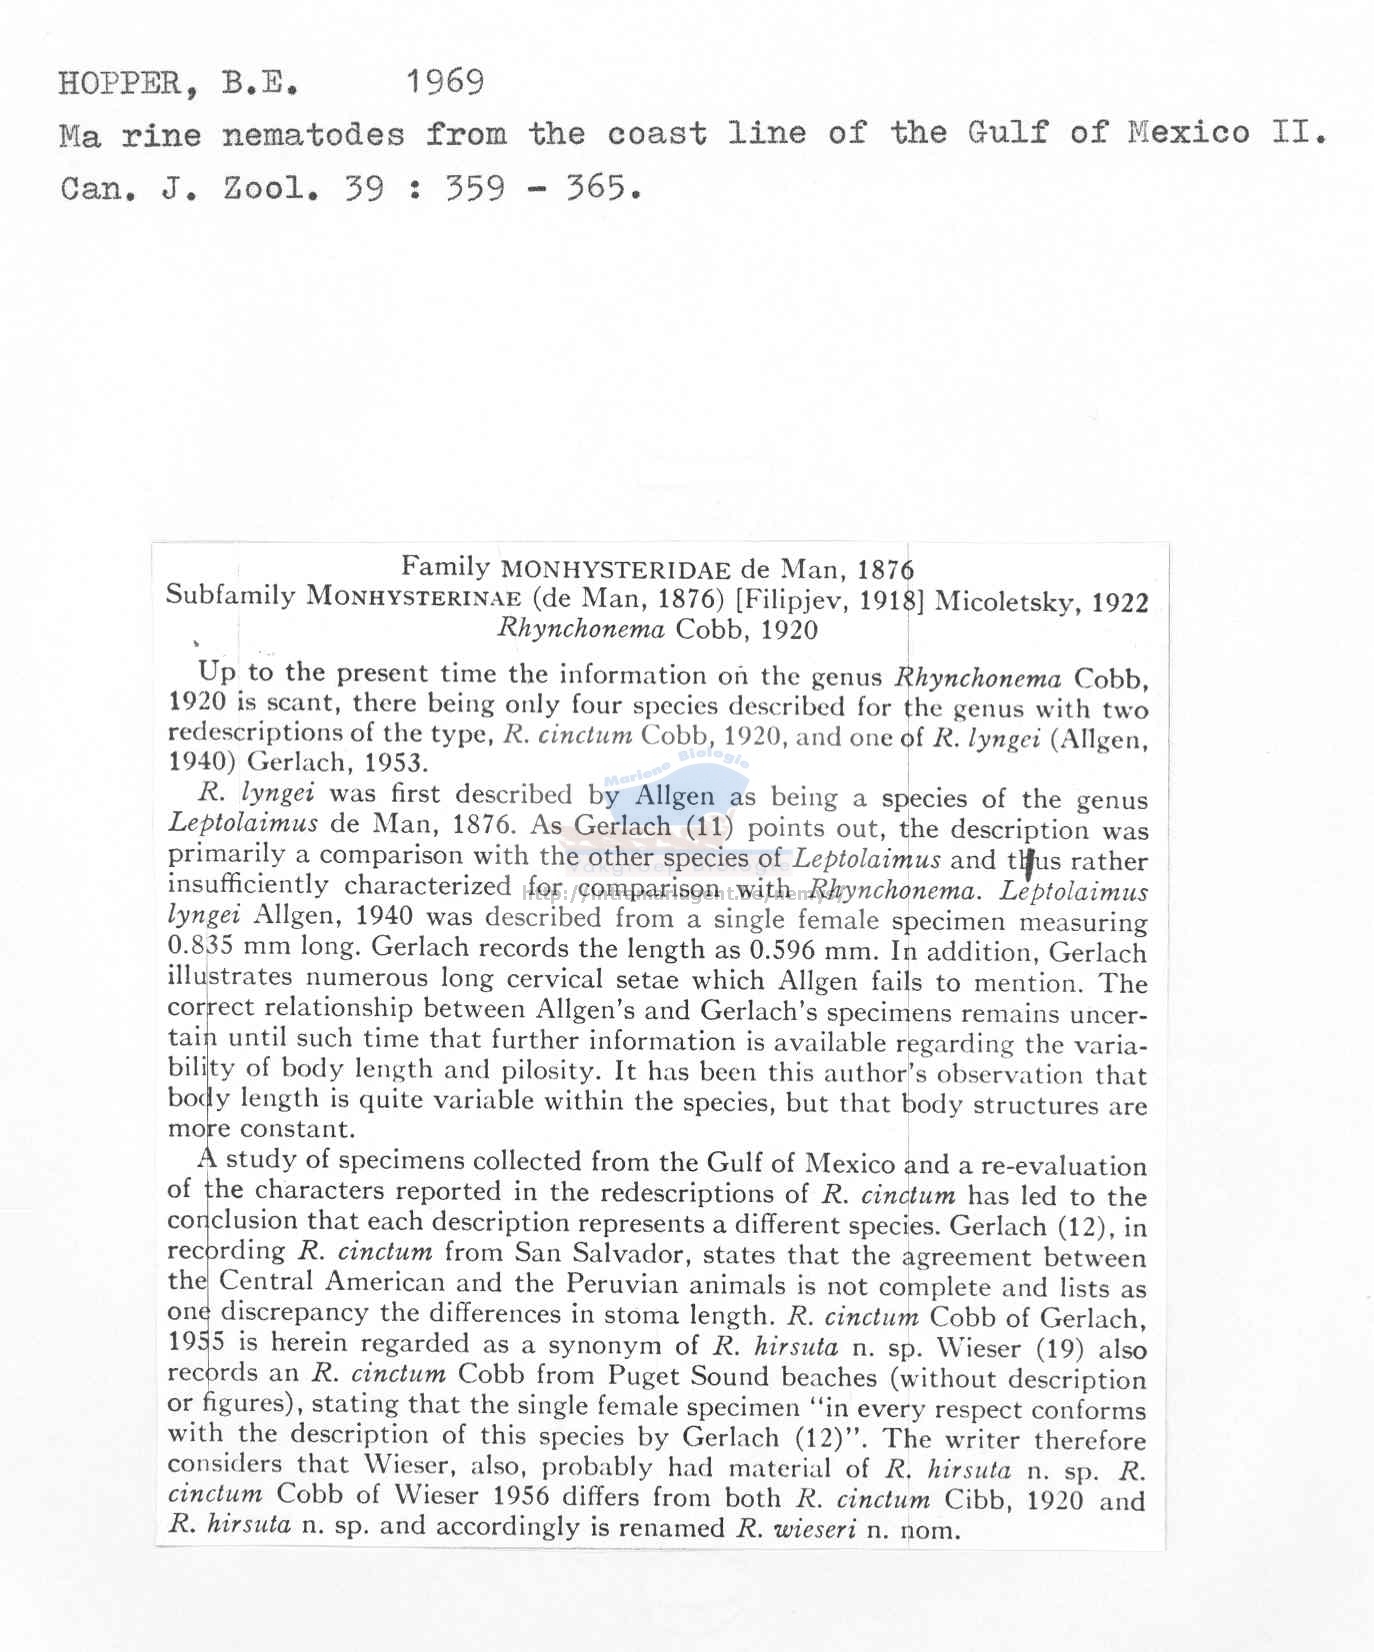 HOPPER, B.E. 1969
Ma rine nematodes from the coast line of the Gulf of Mexico II.
Can. J. Zool. 39 : 359 - 365.
Family MONHYSTERIDAE de Man, 1876
Subfamily MONHYSTERINAE (de Man, 1876) [Filipjev, 1918] Micoletsky, 1922
Rhynchonema Cobb, 1920
Up to the present time the information on the genus Rhynchonema Cobb,
1920 is scant, there being only four species described for the genus with two
redescriptions of the type, R. cinctum Cobb, 1920, and one of R. lyngei (Allgen,
1940) Gerlach, 1953.
Mariene Biologie
R. lyngei was first described by Allgen as being a species of the genus
Leptolaimus de Man, 1876. As Gerlach (11) points out, the description was
primarily a comparison with the other species of Leptolaimus and thus rather
Vakgroep Biologie
insufficiently characterized for comparison with Rhynchonema. Leptolaimus
lyngei Allgen, 1940 was described from a single female specimen measuring
0.835 mm long. Gerlach records the length as 0.596 mm. In addition, Gerlach
illustrates numerous long cervical setae which Allgen fails to mention. The
correct relationship between Allgen's and Gerlach's specimens remains uncer-
tain until such time that further information is available regarding the varia-
bility of body length and pilosity. It has been this author's observation that
body length is quite variable within the species, but that body structures are
more constant.
A study of specimens collected from the Gulf of Mexico and a re-evaluation
of the characters reported in the redescriptions of R. cinctum has led to the
conclusion that each description represents a different species. Gerlach (12), in
recording R. cinctum from San Salvador, states that the agreement between
the Central American and the Peruvian animals is not complete and lists as
one discrepancy the differences in stoma length. R. cinctum Cobb of Gerlach,
1955 is herein regarded as a synonym of R. hirsuta n. sp. Wieser (19) also
records an R. cinctum Cobb from Puget Sound beaches (without description
or figures), stating that the single female specimen "in every respect conforms
with the description of this species by Gerlach (12)". The writer therefore
considers that Wieser, also, probably had material of R. hirsuta n. sp. R.
cinctum Cobb of Wieser 1956 differs from both R. cinctum Cibb, 1920 and
R. hirsuta n. sp. and accordingly is renamed R. wieseri n. nom.